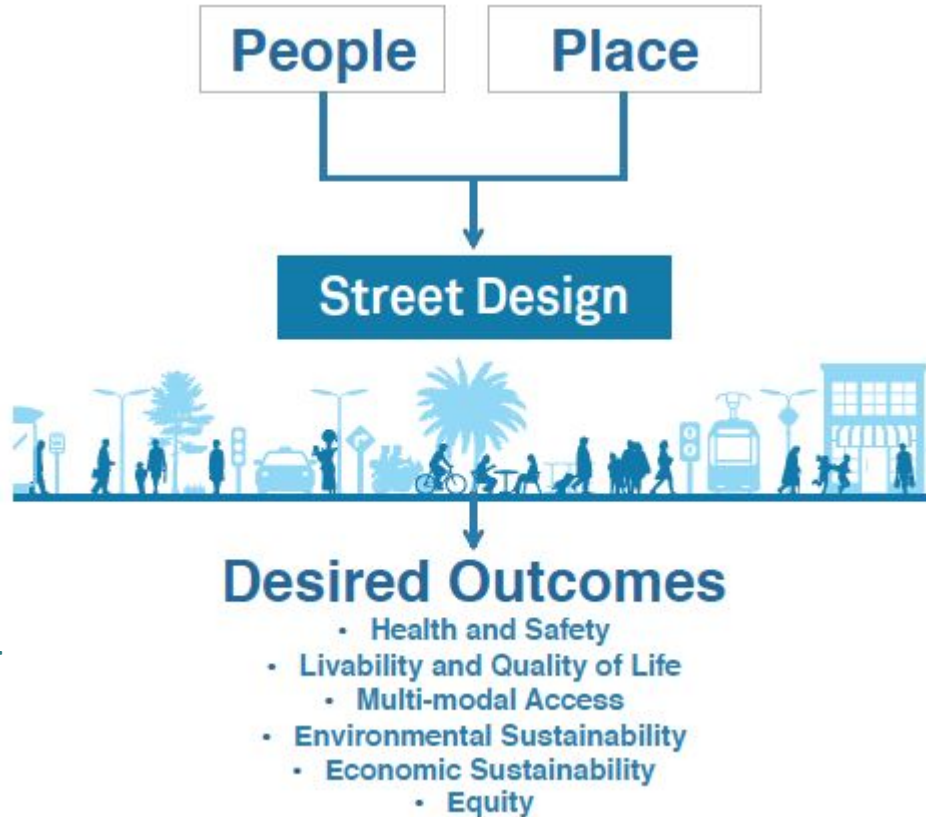 People Place
Street Design
Desired Outcomes
• Health and Safety
• Livability and Quality of Life
• Multi-modal Access
• Environmental Sustainability
• Economic Sustainability
• Equity